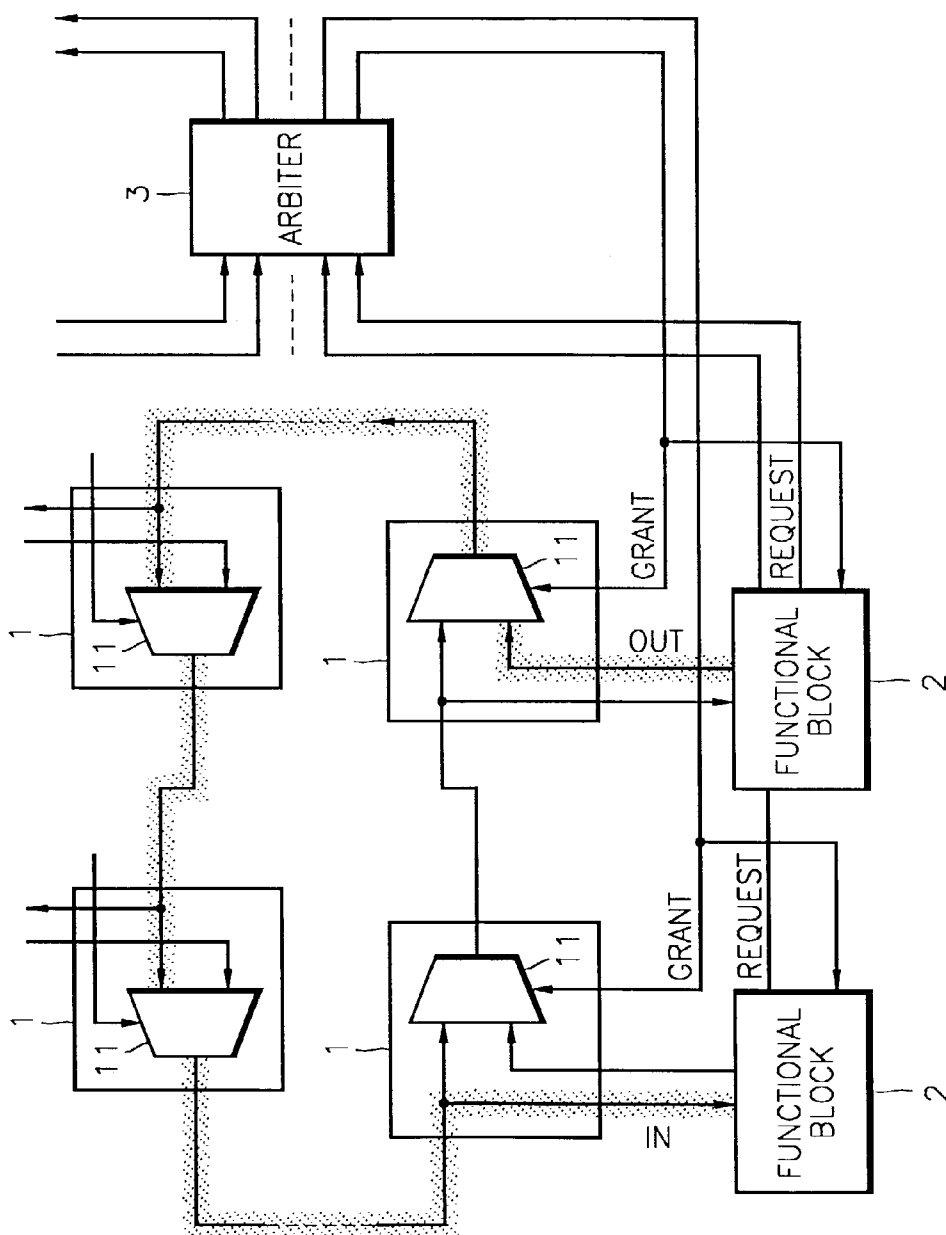 3
ARBITER
1
11
1
11
1
11
GRANT
OUT
REQUEST
FUNCTIONAL
BLOCK
2
1
11
GRANT
REQUEST
IN
FUNCTIONAL
BLOCK
2